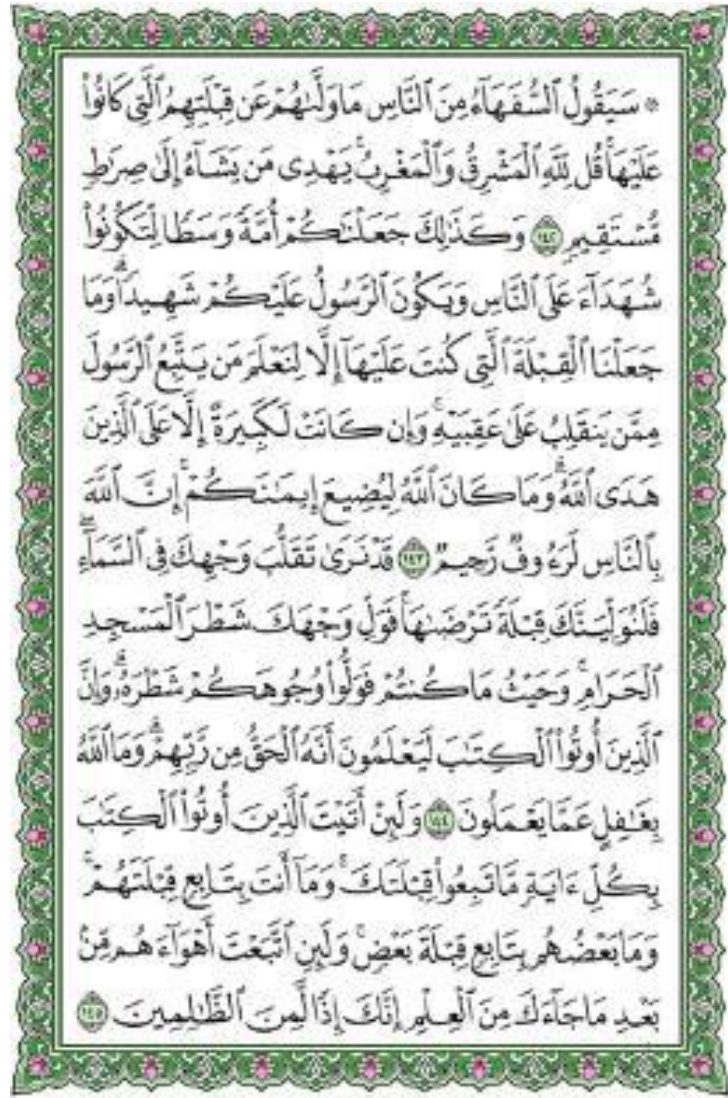 ۞ سَيَقُولُ ٱلسُّفَهَآءُ مِنَ ٱلنَّاسِ مَا وَلَّىٰهُمْ عَن قِبْلَتِهِمُ ٱلَّتِى كَانُوا۟
عَلَيْهَا ۚ قُل لِّلَّهِ ٱلْمَشْرِقُ وَٱلْمَغْرِبُ ۚ يَهْدِى مَن يَشَآءُ إِلَىٰ صِرَٰطٍ
مُّسْتَقِيمٍ ١٤٢ وَكَذَٰلِكَ جَعَلْنَٰكُمْ أُمَّةً وَسَطًا لِّتَكُونُوا۟
شُهَدَآءَ عَلَى ٱلنَّاسِ وَيَكُونَ ٱلرَّسُولُ عَلَيْكُمْ شَهِيدًا ۗ وَمَا
جَعَلْنَا ٱلْقِبْلَةَ ٱلَّتِى كُنتَ عَلَيْهَآ إِلَّا لِنَعْلَمَ مَن يَتَّبِعُ ٱلرَّسُولَ
مِمَّن يَنقَلِبُ عَلَىٰ عَقِبَيْهِ ۚ وَإِن كَانَتْ لَكَبِيرَةً إِلَّا عَلَى ٱلَّذِينَ
هَدَى ٱللَّهُ ۗ وَمَا كَانَ ٱللَّهُ لِيُضِيعَ إِيمَٰنَكُمْ ۚ إِنَّ ٱللَّهَ
بِٱلنَّاسِ لَرَءُوفٌ رَّحِيمٌ ١٤٣ قَدْ نَرَىٰ تَقَلُّبَ وَجْهِكَ فِى ٱلسَّمَآءِ ۖ
فَلَنُوَلِّيَنَّكَ قِبْلَةً تَرْضَىٰهَا ۚ فَوَلِّ وَجْهَكَ شَطْرَ ٱلْمَسْجِدِ
ٱلْحَرَامِ ۚ وَحَيْثُ مَا كُنتُمْ فَوَلُّوا۟ وُجُوهَكُمْ شَطْرَهُۥ ۗ وَإِنَّ
ٱلَّذِينَ أُوتُوا۟ ٱلْكِتَٰبَ لَيَعْلَمُونَ أَنَّهُ ٱلْحَقُّ مِن رَّبِّهِمْ ۗ وَمَا ٱللَّهُ
بِغَٰفِلٍ عَمَّا يَعْمَلُونَ ١٤٤ وَلَئِنْ أَتَيْتَ ٱلَّذِينَ أُوتُوا۟ ٱلْكِتَٰبَ
بِكُلِّ ءَايَةٍ مَّا تَبِعُوا۟ قِبْلَتَكَ ۚ وَمَآ أَنتَ بِتَابِعٍ قِبْلَتَهُمْ ۚ
وَمَا بَعْضُهُم بِتَابِعٍ قِبْلَةَ بَعْضٍ ۚ وَلَئِنِ ٱتَّبَعْتَ أَهْوَآءَهُم مِّنۢ
بَعْدِ مَا جَآءَكَ مِنَ ٱلْعِلْمِ ۙ إِنَّكَ إِذًا لَّمِنَ ٱلظَّٰلِمِينَ ١٤٥